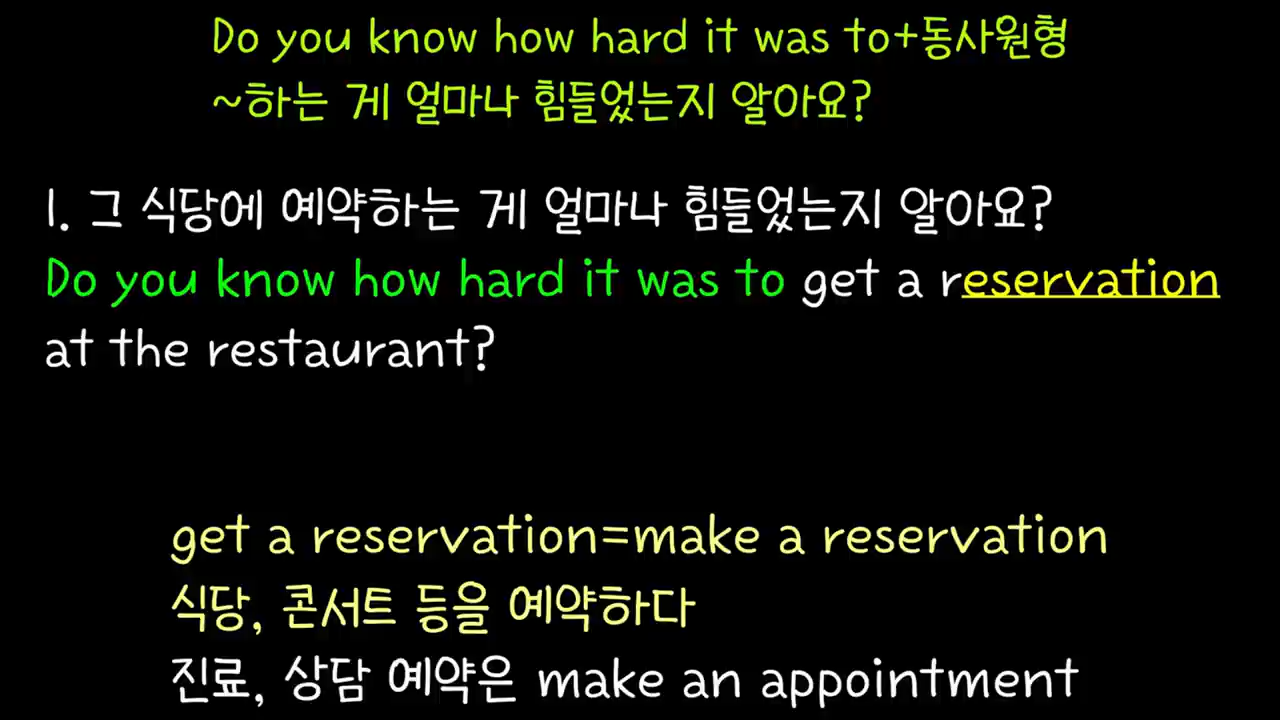 Do you know how hard it was to+동사원형
~하는 게 얼마나 힘들었는지 알아요?
1. 그 식당에 예약하는 게 얼마나 힘들었는지 알아요?
Do you know how hard it was to get a reservation
at the restaurant?
get a reservation=make a reservation
식당, 콘서트 등을 예약하다
진료, 상담 예약은 make an appointment